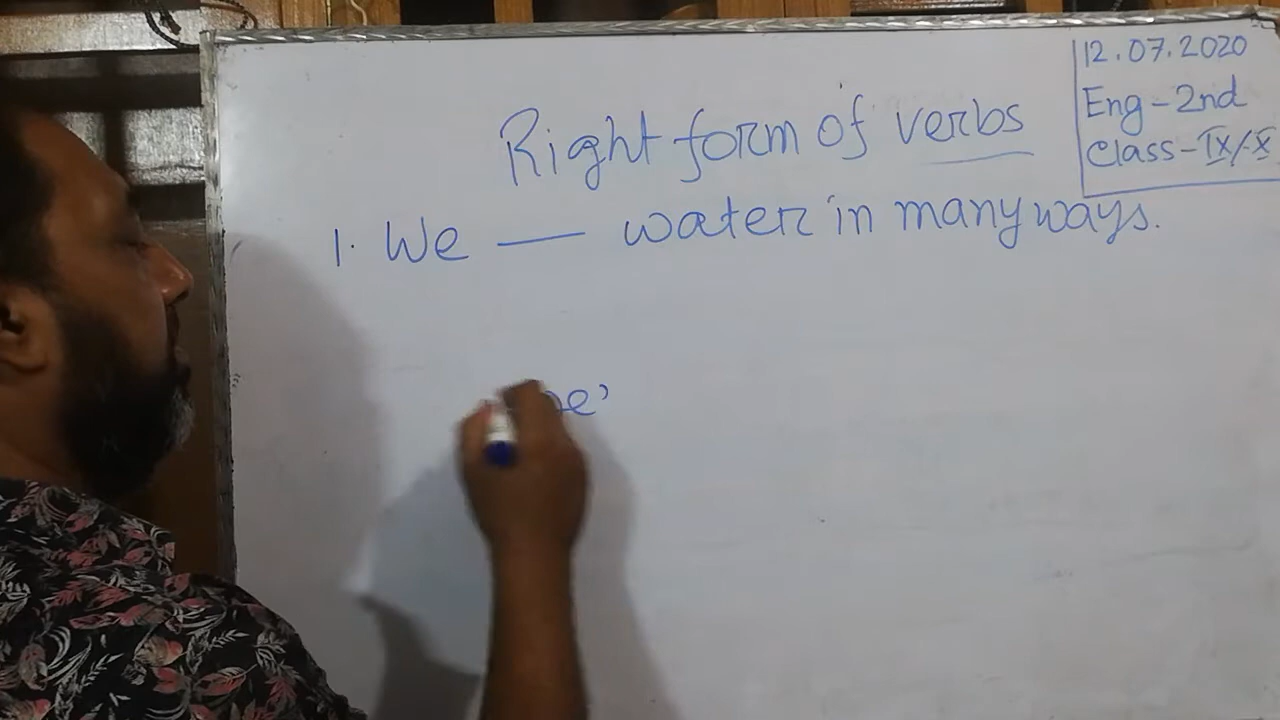 12.07.2020
Eng-2nd
Class-IX/X
Right form of verbs
1. We — water in many ways.